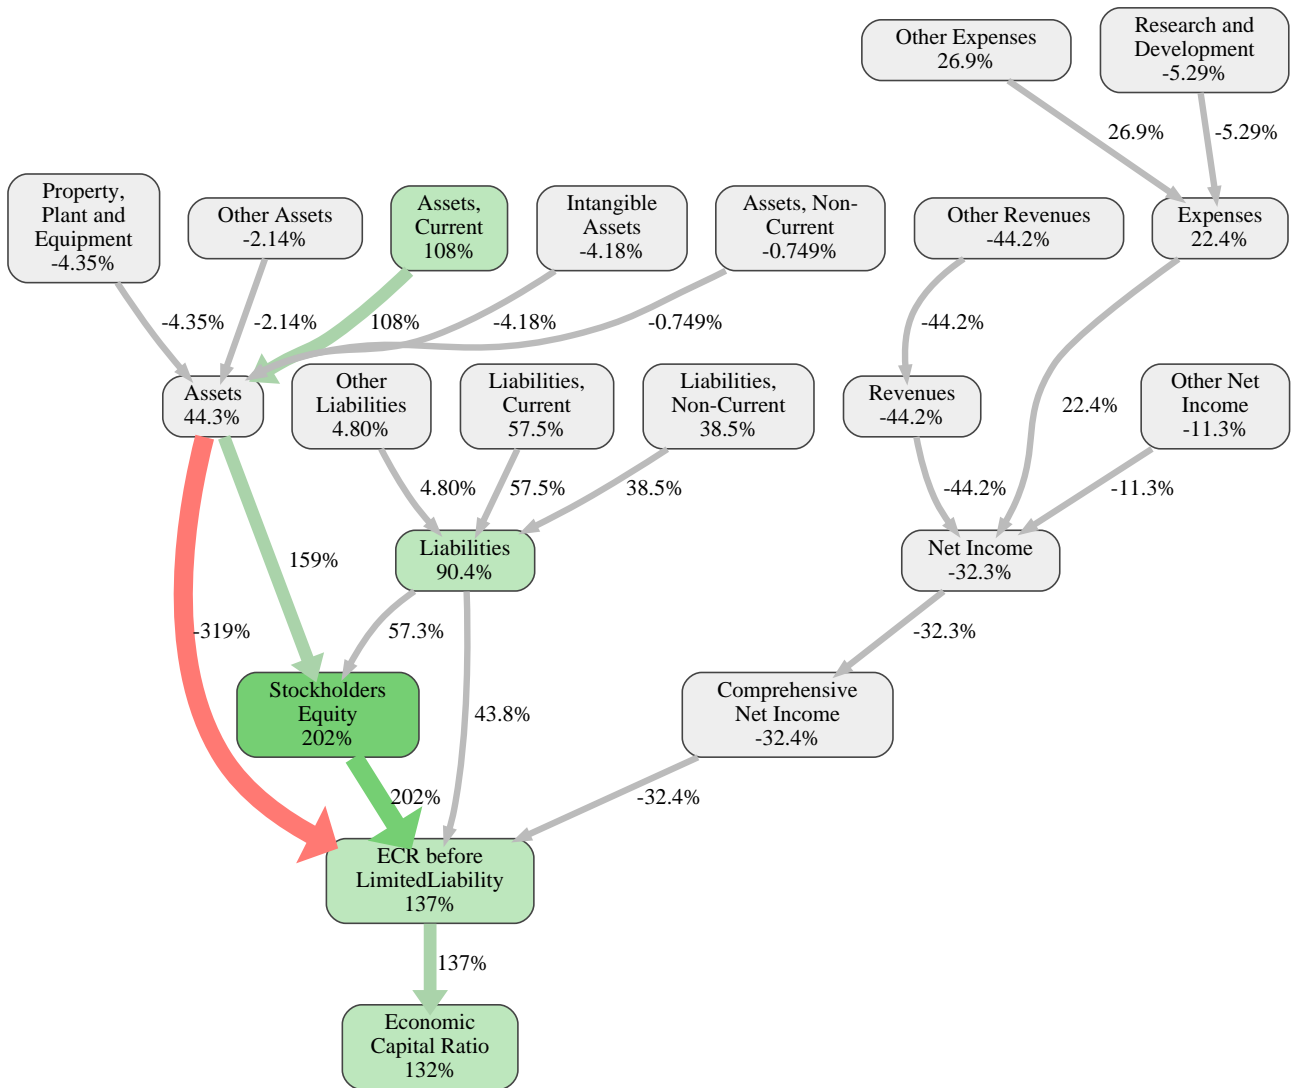 Other Expenses
26.9%
Research and
Development
-5.29%
26.9%
-5.29%
Property,
Plant and
Equipment
-4.35%
Other Assets
-2.14%
Assets,
Current
108%
Intangible
Assets
-4.18%
Assets, Non-
Current
-0.749%
Other Revenues
-44.2%
Expenses
22.4%
-4.35%
-2.14%
108%
-4.18%
-0.749%
-44.2%
Assets
44.3%
Other
Liabilities
4.80%
Liabilities,
Current
57.5%
Liabilities,
Non-Current
38.5%
Revenues
-44.2%
22.4%
Other Net
Income
-11.3%
4.80%
57.5%
38.5%
-44.2%
-11.3%
159%
Liabilities
90.4%
Net Income
-32.3%
-319%
57.3%
-32.3%
Stockholders
Equity
202%
43.8%
Comprehensive
Net Income
-32.4%
202%
-32.4%
ECR before
LimitedLiability
137%
137%
Economic
Capital Ratio
132%